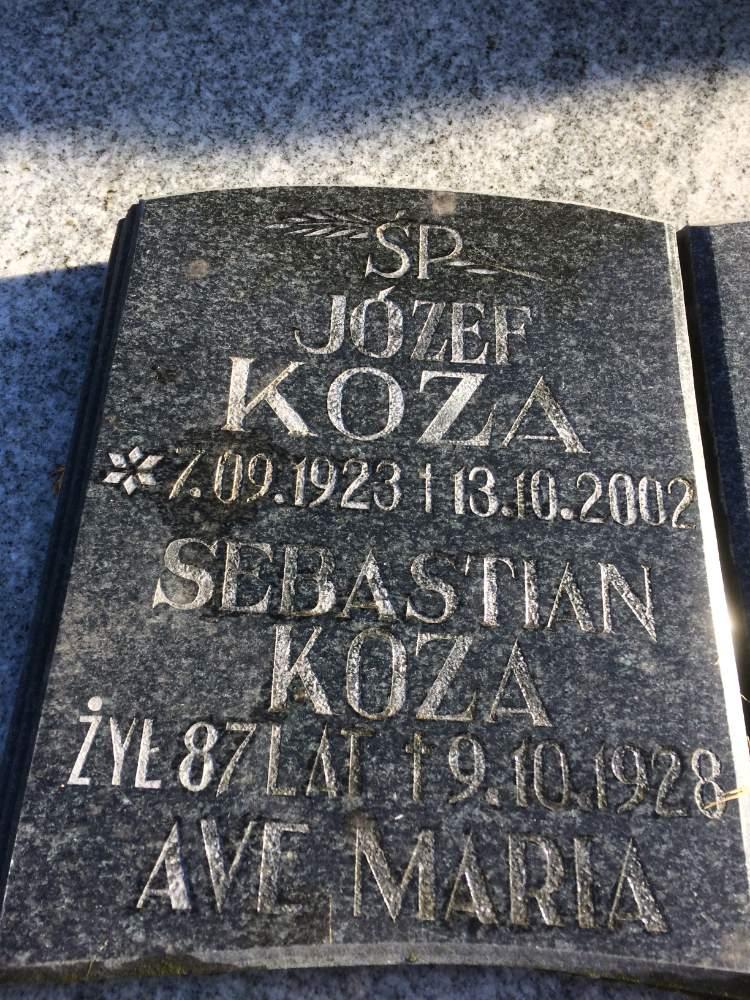 ŚP
JÓZEF
KOZA
* 7.09.1923 † 13.10.2002
SEBASTIAN
KOZA
ŻYŁ 87 LAT † 9.10.1928
AVE MARIA